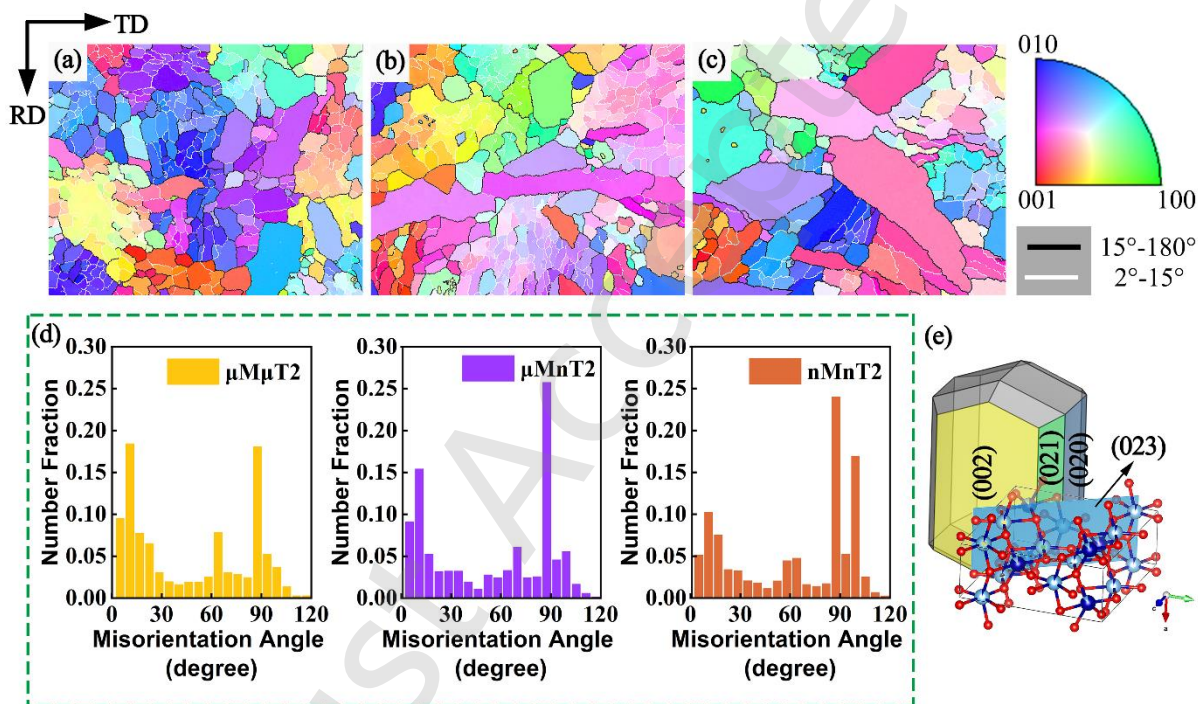 TD
RD
(a)
(b)
(c)
010
001
100
15°-180°
2°-15°
(d)
0.30
0.25
0.20
0.15
0.10
0.05
0.00
Number Fraction
μMμT2
0 30 60 90 120
Misorientation Angle
(degree)
0.30
0.25
0.20
0.15
0.10
0.05
0.00
Number Fraction
μMnT2
0 30 60 90 120
Misorientation Angle
(degree)
0.30
0.25
0.20
0.15
0.10
0.05
0.00
Number Fraction
nMnT2
0 30 60 90 120
Misorientation Angle
(degree)
(e)
(002)
(021)
(020)
(023)
c
a